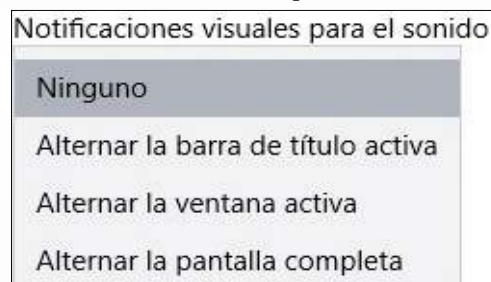 Notificaciones visuales para el sonido
Ninguno
Alternar la barra de título activa
Alternar la ventana activa
Alternar la pantalla completa